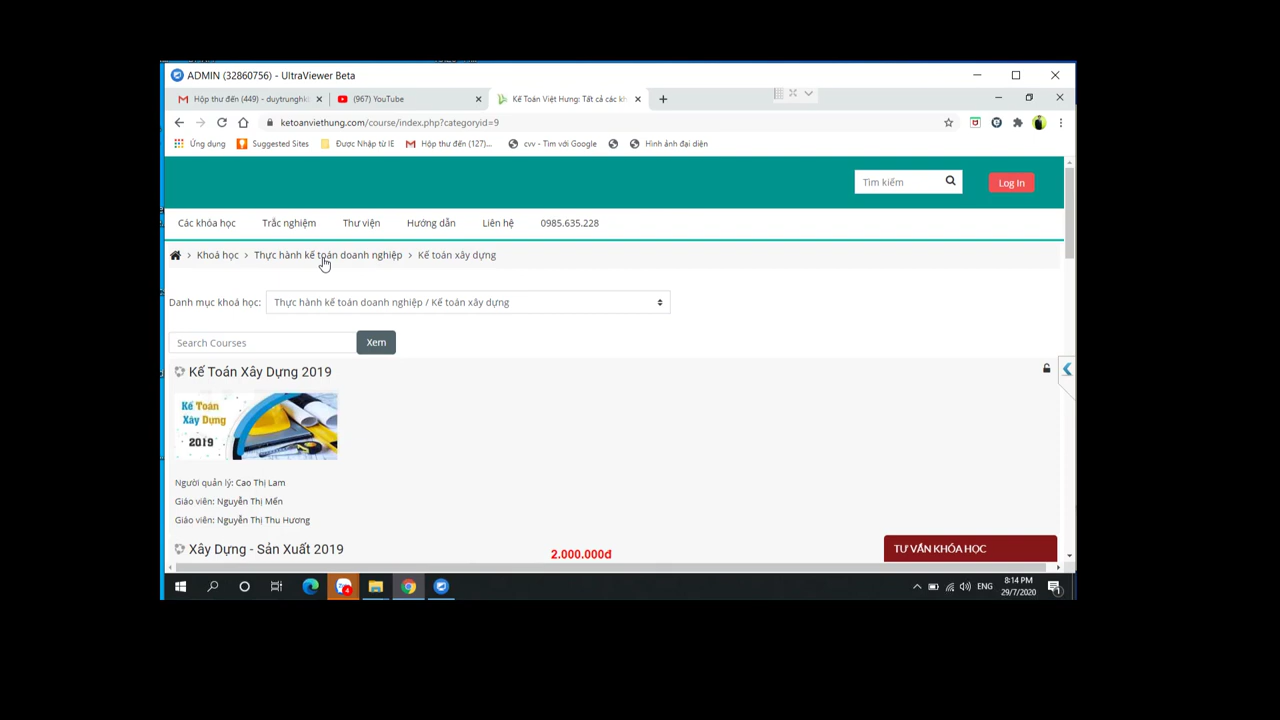 ADMIN (32860756) - UltraViewer Beta
Hộp thư đến (449) - duytrunghk
(967) YouTube
Kế Toán Việt Hưng: Tất cả các kh
ketoanviethung.com/course/index.php?categoryid=9
Ứng dụng
Suggested Sites
Được Nhập từ IE
Hộp thư đến (127)...
cvv - Tìm với Google
Hình ảnh đại diện
Tìm kiếm
Log In
Các khóa học
Trắc nghiệm
Thư viện
Hướng dẫn
Liên hệ
0985.635.228
Khoá học > Thực hành kế toán doanh nghiệp > Kế toán xây dựng
Danh mục khoá học:
Thực hành kế toán doanh nghiệp / Kế toán xây dựng
Search Courses
Xem
Kế Toán Xây Dựng 2019
Kế Toán
Xây Dựng
2019
Người quản lý: Cao Thị Lam
Giáo viên: Nguyễn Thị Mến
Giáo viên: Nguyễn Thị Thu Hương
Xây Dựng - Sản Xuất 2019
2.000.000đ
TƯ VẤN KHÓA HỌC
4
ENG
8:14 PM
29/7/2020
1